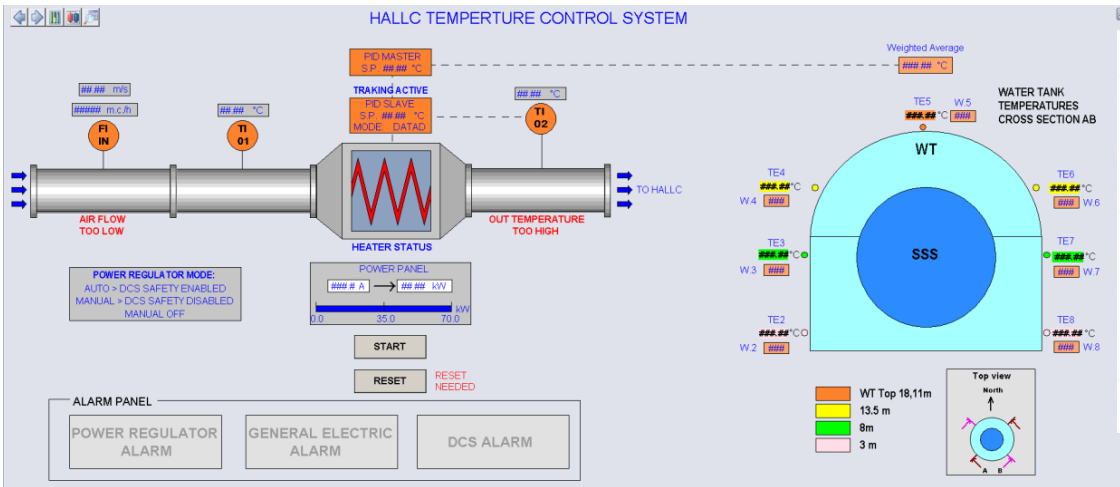 HALLC TEMPERTURE CONTROL SYSTEM
PID MASTER
S.P. ##.## °C
Weighted Average
###.## °C
##.## m/s
##### m.c./h
FI
IN
##.## °C
TI
01
TRAKING ACTIVE
PID SLAVE
S.P. ##.## °C
MODE: DATAD
##.## °C
TI
02
TO HALLC
AIR FLOW
TOO LOW
OUT TEMPERATURE
TOO HIGH
HEATER STATUS
POWER REGULATOR MODE:
AUTO > DCS SAFETY ENABLED
MANUAL > DCS SAFETY DISABLED
MANUAL OFF
POWER PANEL
###.# A
##.## kW
kW
0.0 35.0 70.0
START
RESET
RESET
NEEDED
ALARM PANEL
POWER REGULATOR
ALARM
GENERAL ELECTRIC
ALARM
DCS ALARM
WATER TANK
TEMPERATURES
CROSS SECTION AB
TE5 W.5
###.## °C ###
WT
TE4
###.## °C
W.4 ###
TE6
###.## °C
### W.6
TE3
###.## °C
W.3 ###
SSS
TE7
###.## °C
### W.7
TE2
###.## °C
W.2 ###
TE8
###.## °C
### W.8
WT Top 18,11m
13.5 m
8m
3 m
Top view
North
A B